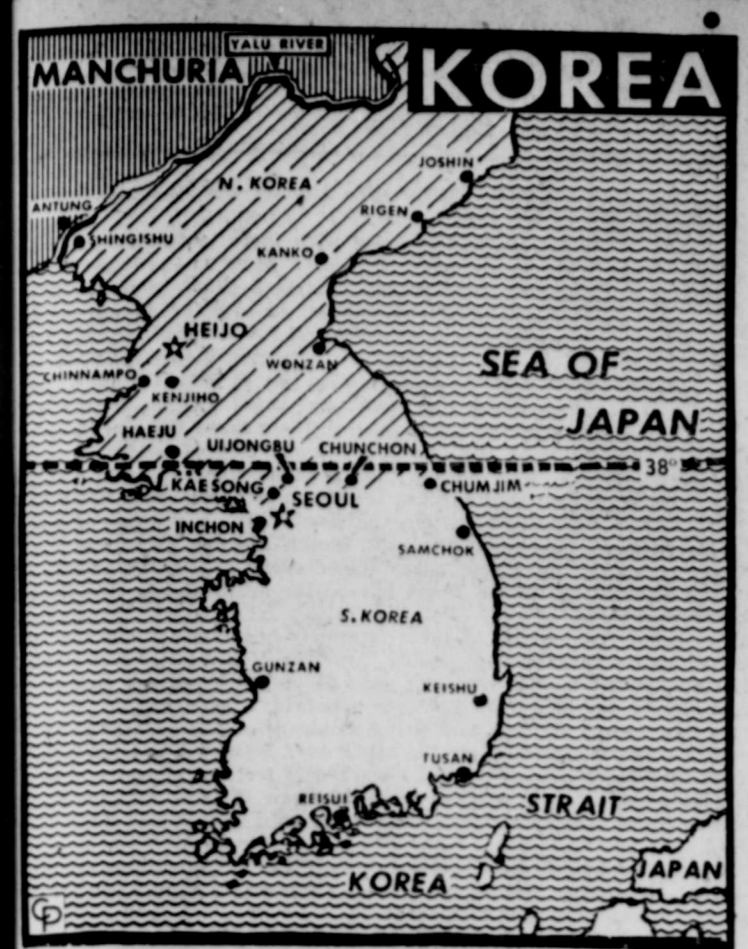 YALU RIVER
MANCHURIA
KOREA
JOSHIN
N. KOREA
ANTUNG
RIGEN
SHINGISHU
KANKO
HEIJO
WONZAN
SEA OF
JAPAN
CHINNAMPO
KENJIHO
HAEJU
UIJONGBU
CHUNCHON
38°
KAESONG
SEOUL
CHUMJIM
INCHON
SAMCHOK
S. KOREA
GUNZAN
KEISHU
TUSAN
REISUI
STRAIT
KOREA
JAPAN
CP